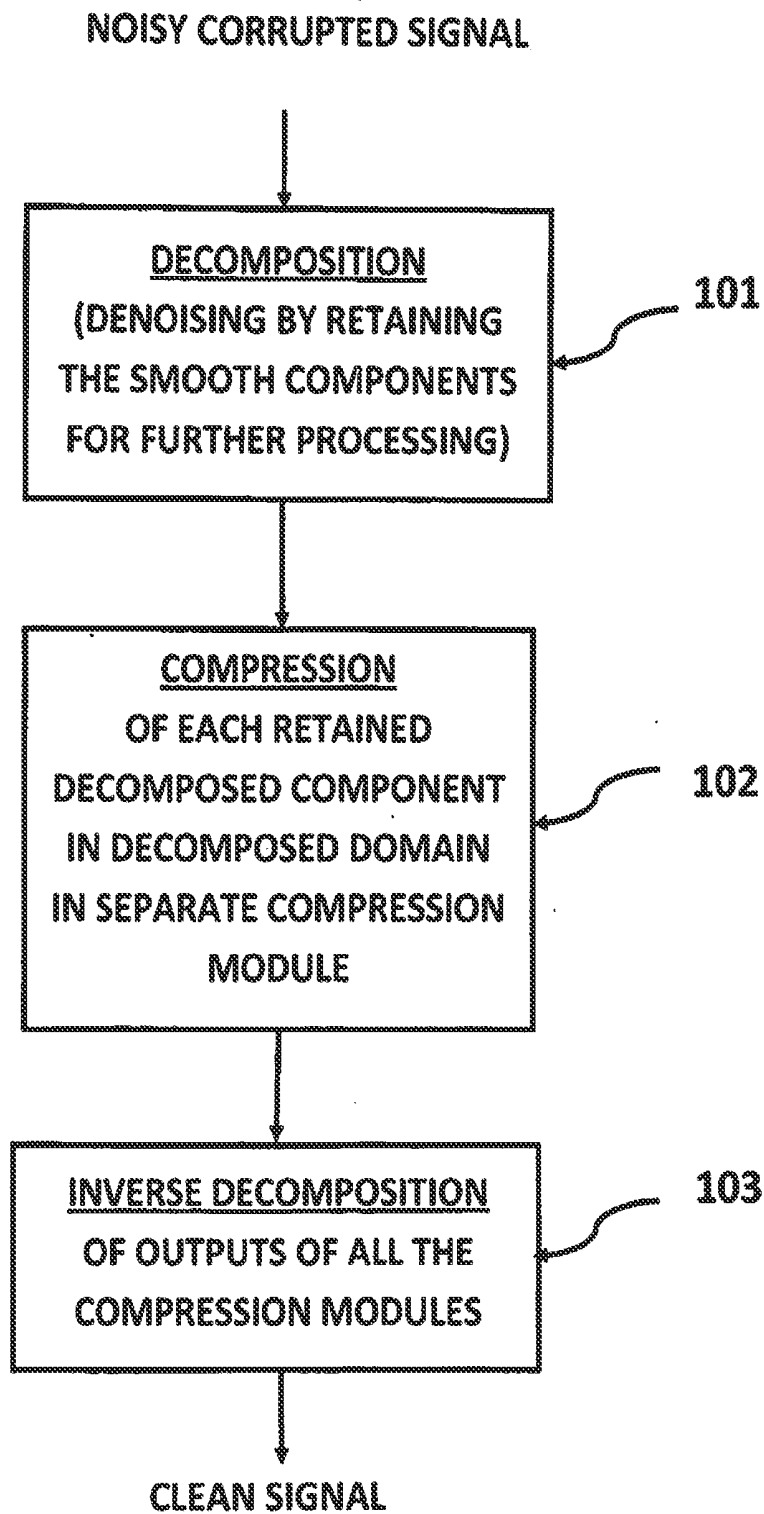 NOISY CORRUPTED SIGNAL
DECOMPOSITION
(DENOISING BY RETAINING
THE SMOOTH COMPONENTS
FOR FURTHER PROCESSING)
101
COMPRESSION
OF EACH RETAINED
DECOMPOSED COMPONENT
IN DECOMPOSED DOMAIN
IN SEPARATE COMPRESSION
MODULE
102
INVERSE DECOMPOSITION
OF OUTPUTS OF ALL THE
COMPRESSION MODULES
103
CLEAN SIGNAL